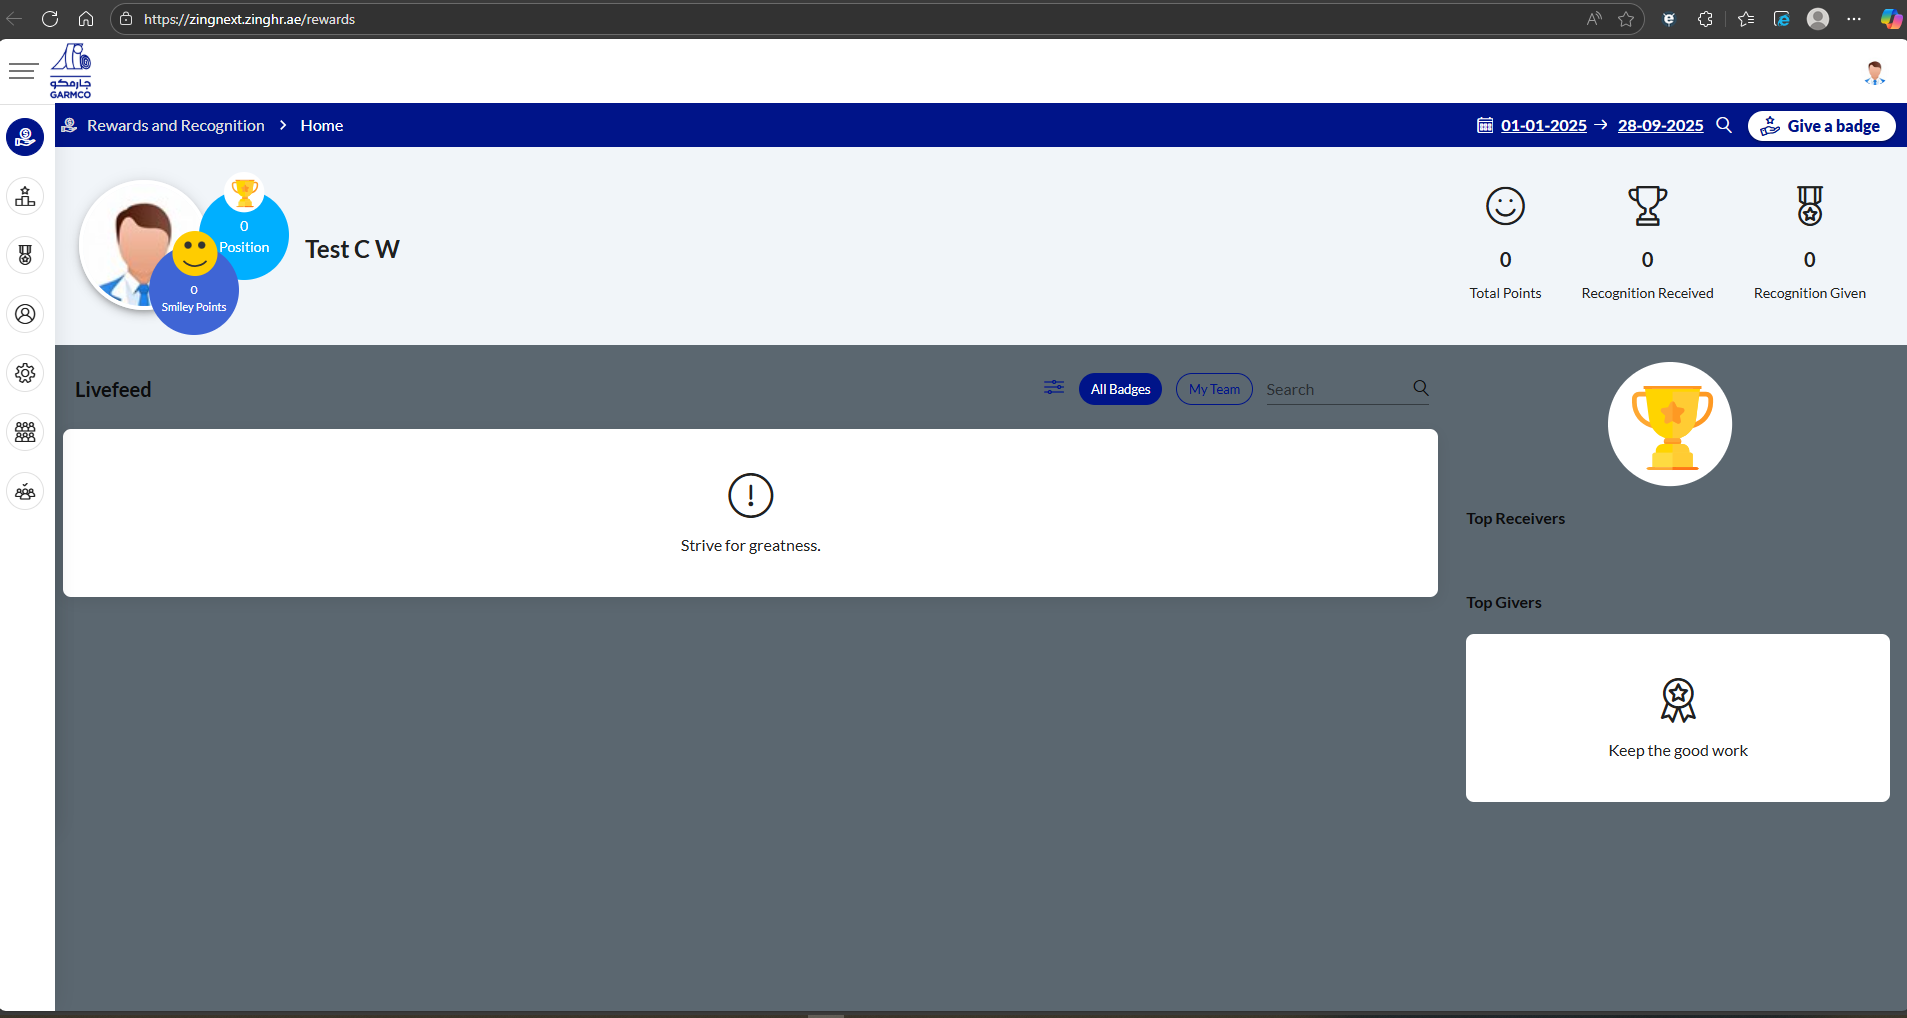 https://zingnext.zinghr.ae/rewards
جارمكو
GARMCO
Rewards and Recognition > Home
01-01-2025 → 28-09-2025
Give a badge
0
Position
0
Smiley Points
Test C W
0
Total Points
0
Recognition Received
0
Recognition Given
Livefeed
All Badges
My Team
Search
Strive for greatness.
Top Receivers
Top Givers
Keep the good work